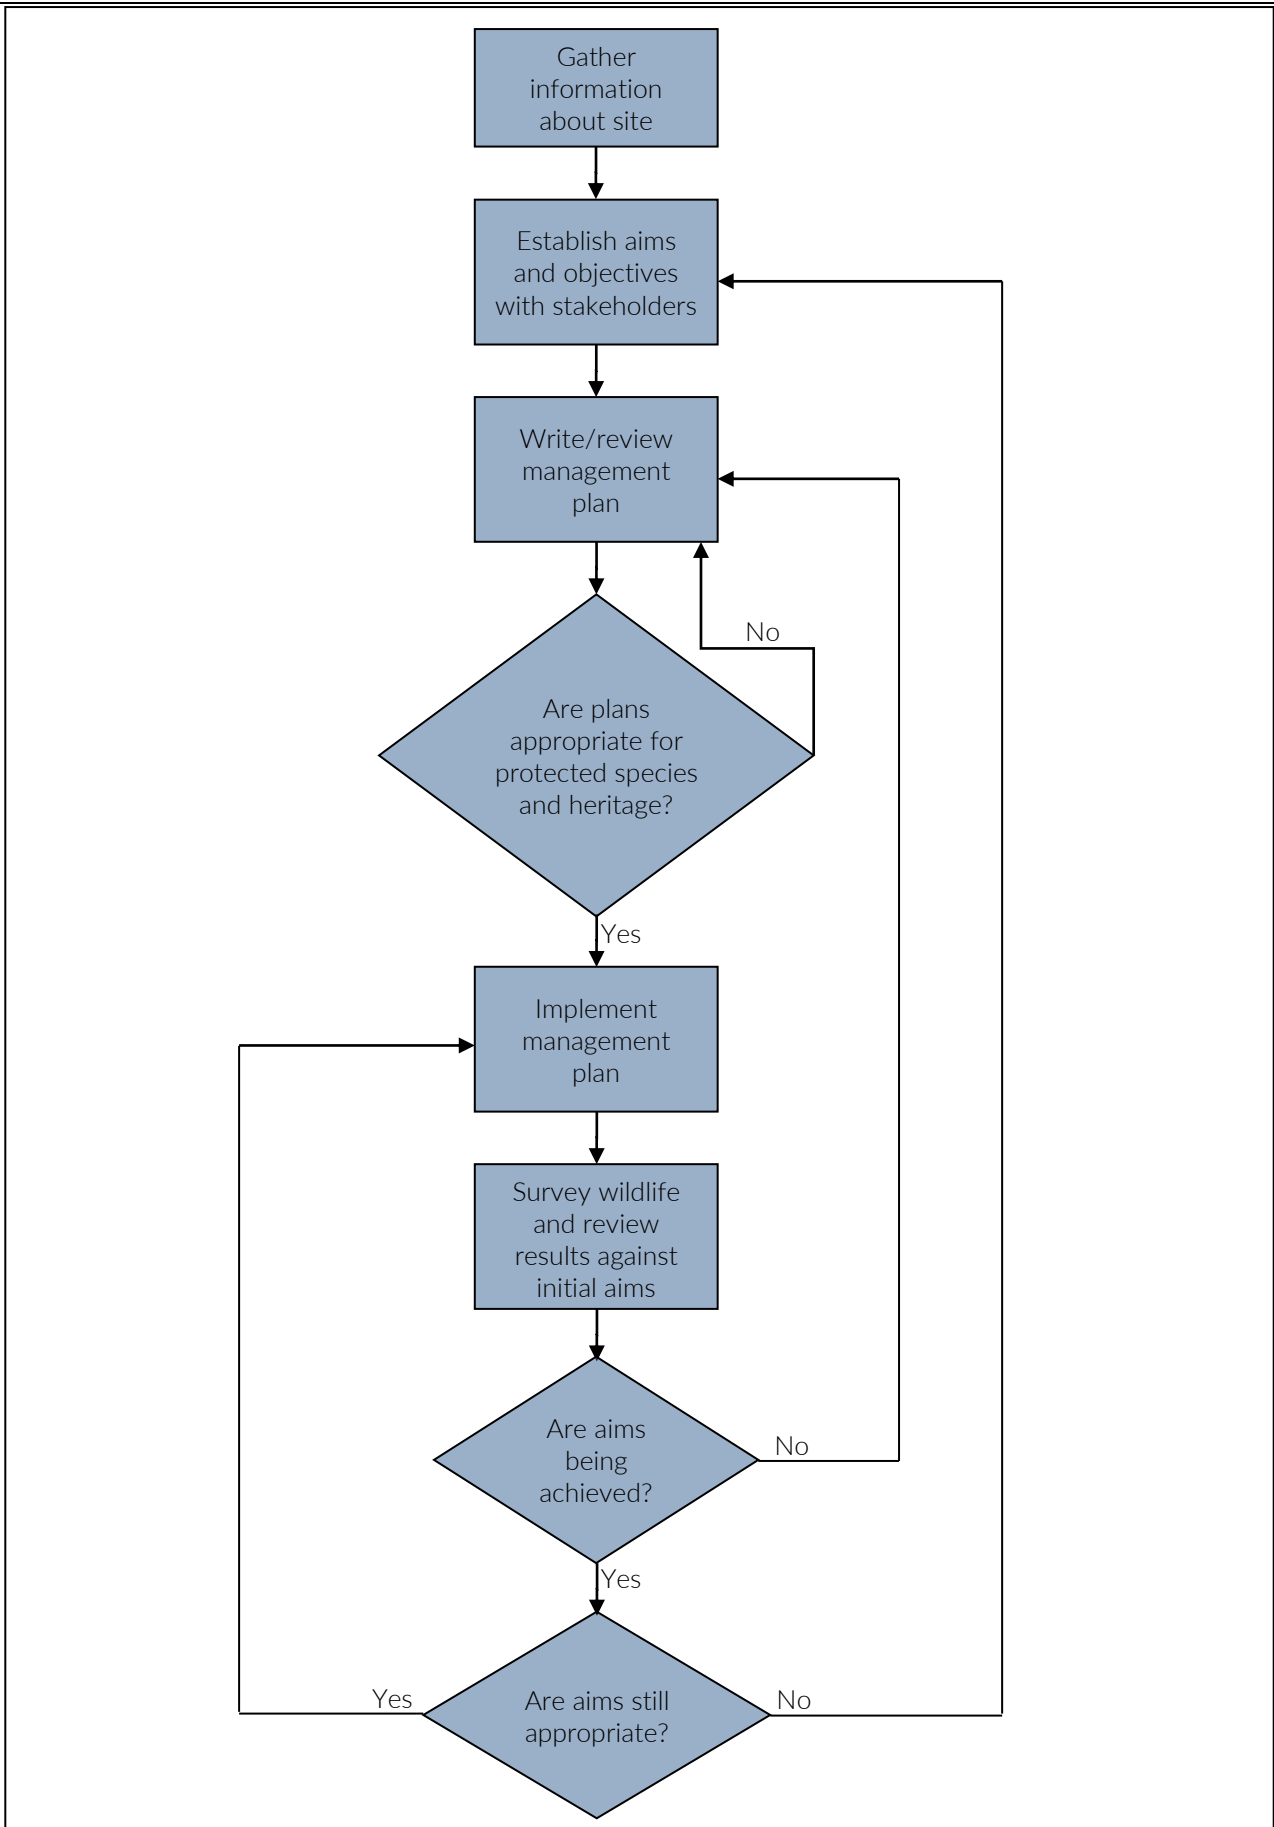 Gather
information
about site
Establish aims
and objectives
with stakeholders
Write/review
management
plan
No
Are plans
appropriate for
protected species
and heritage?
Yes
Implement
management
plan
Survey wildlife
and review
results against
initial aims
Are aims
being
achieved?
No
Yes
Are aims still
appropriate?
Yes
No